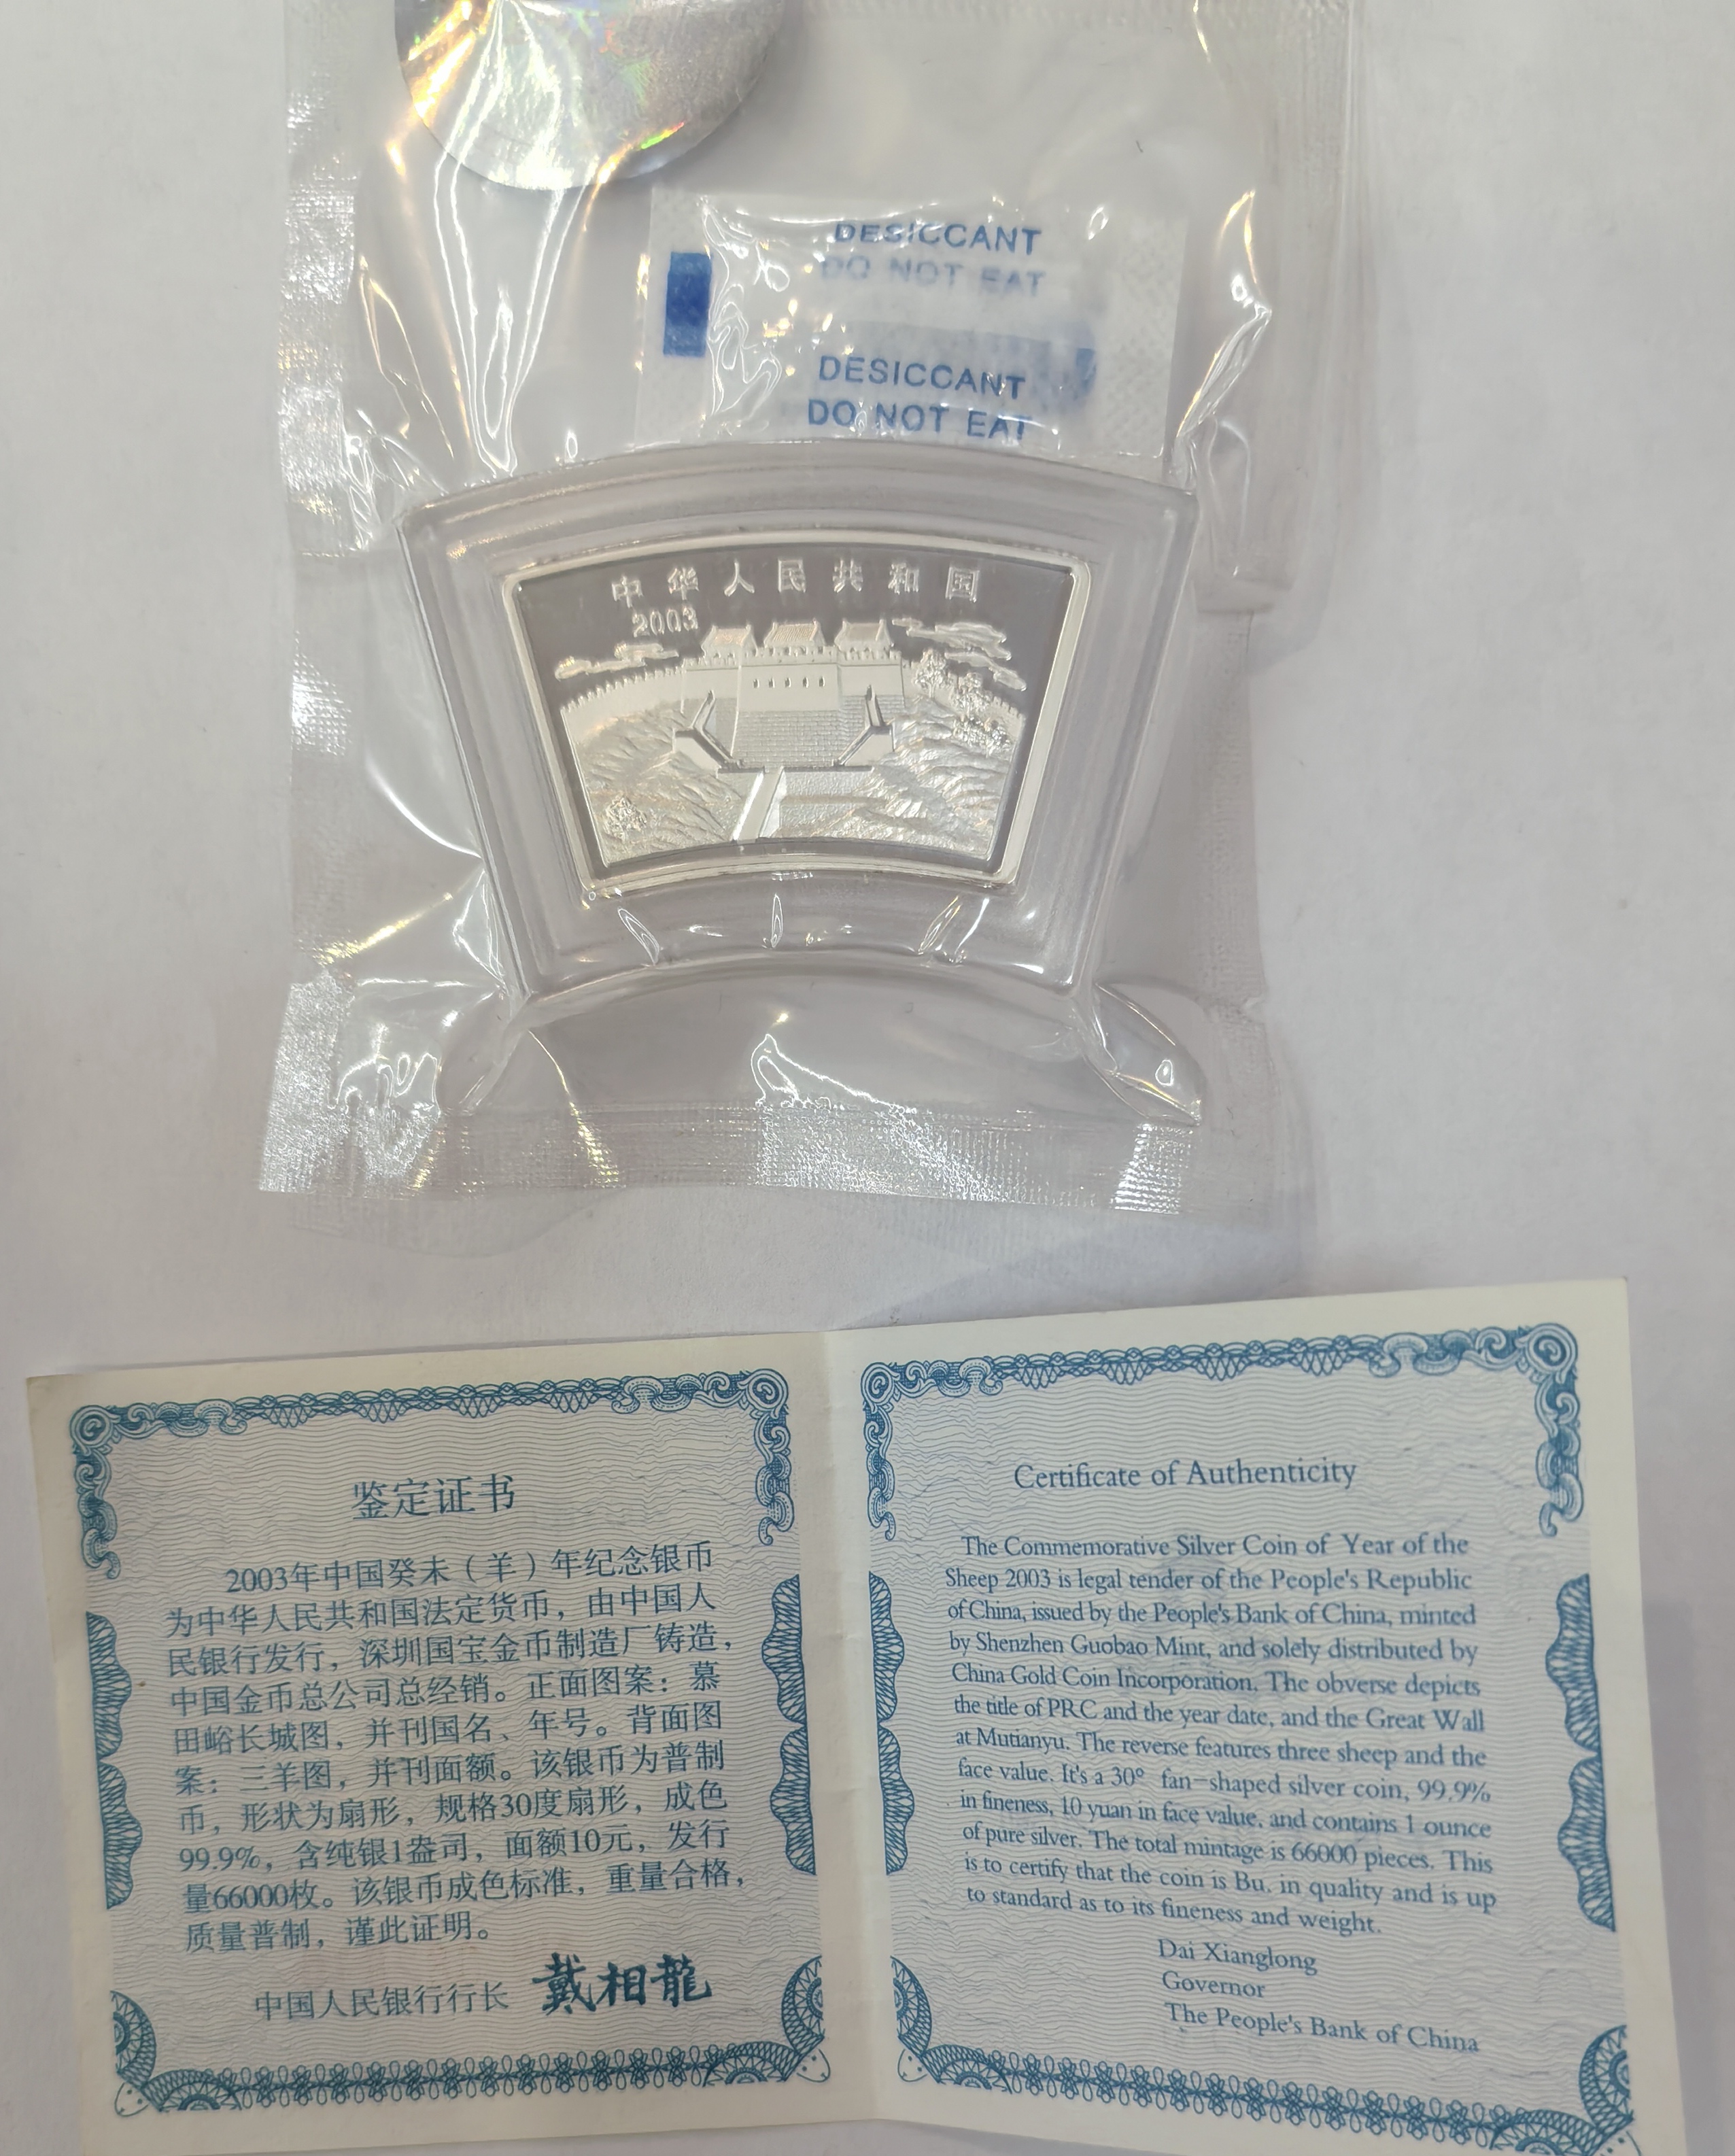 DESICCANT
DO NOT EAT
DESICCANT
DO NOT EAT
中华人民共和国
2003
鉴定证书
2003年中国癸未（羊）年纪念银币
为中华人民共和国法定货币，由中国人
民银行发行，深圳国宝金币制造厂铸造，
中国金币总公司总经销。正面图案：慕
田峪长城图，并刊国名、年号。背面图
案：三羊图，并刊面额。该银币为普制
币，形状为扇形，规格30度扇形，成色
99.9%，含纯银1盎司，面额10元，发行
量66000枚。该银币成色标准，重量合格，
质量普制，谨此证明。
中国人民银行行长 戴相龍
Certificate of Authenticity
The Commemorative Silver Coin of Year of the
Sheep 2003 is legal tender of the People's Republic
of China, issued by the People's Bank of China, minted
by Shenzhen Guobao Mint, and solely distributed by
China Gold Coin Incorporation. The obverse depicts
the title of PRC and the year date, and the Great Wall
at Mutianyu. The reverse features three sheep and the
face value. It's a 30° fan-shaped silver coin, 99.9%
in fineness, 10 yuan in face value, and contains 1 ounce
of pure silver. The total mintage is 66000 pieces. This
is to certify that the coin is Bu. in quality and is up
to standard as to its fineness and weight.
Dai Xianglong
Governor
The People's Bank of China